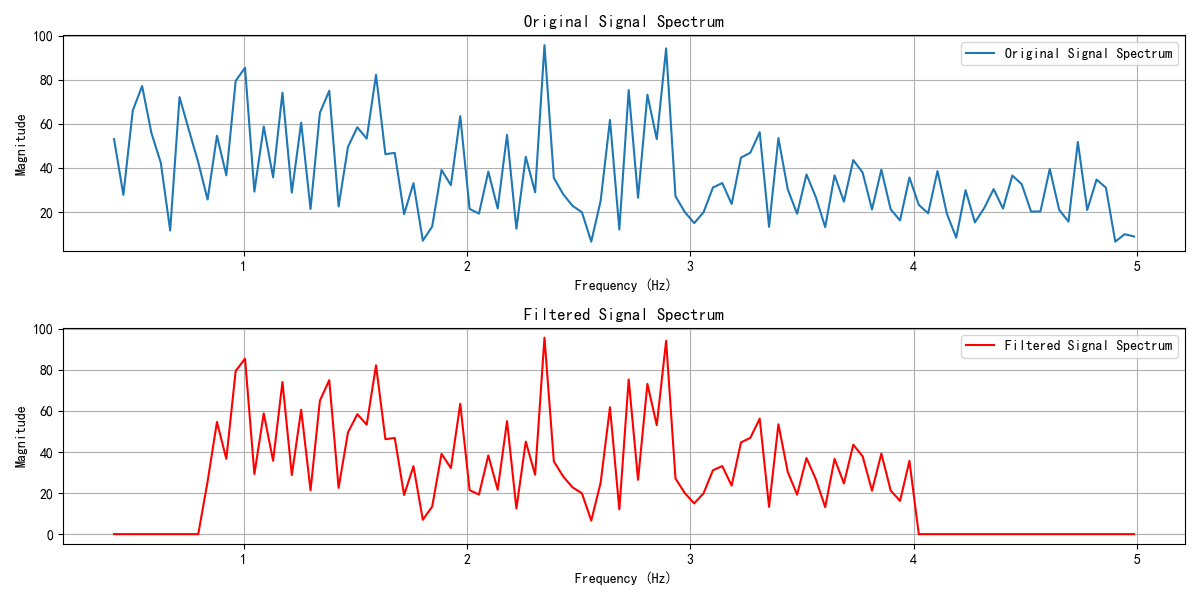 Original Signal Spectrum
100
80
60
40
20
Magnitude
Original Signal Spectrum
1 2 3 4 5
Frequency (Hz)
Filtered Signal Spectrum
100
80
60
40
20
0
Magnitude
Filtered Signal Spectrum
1 2 3 4 5
Frequency (Hz)